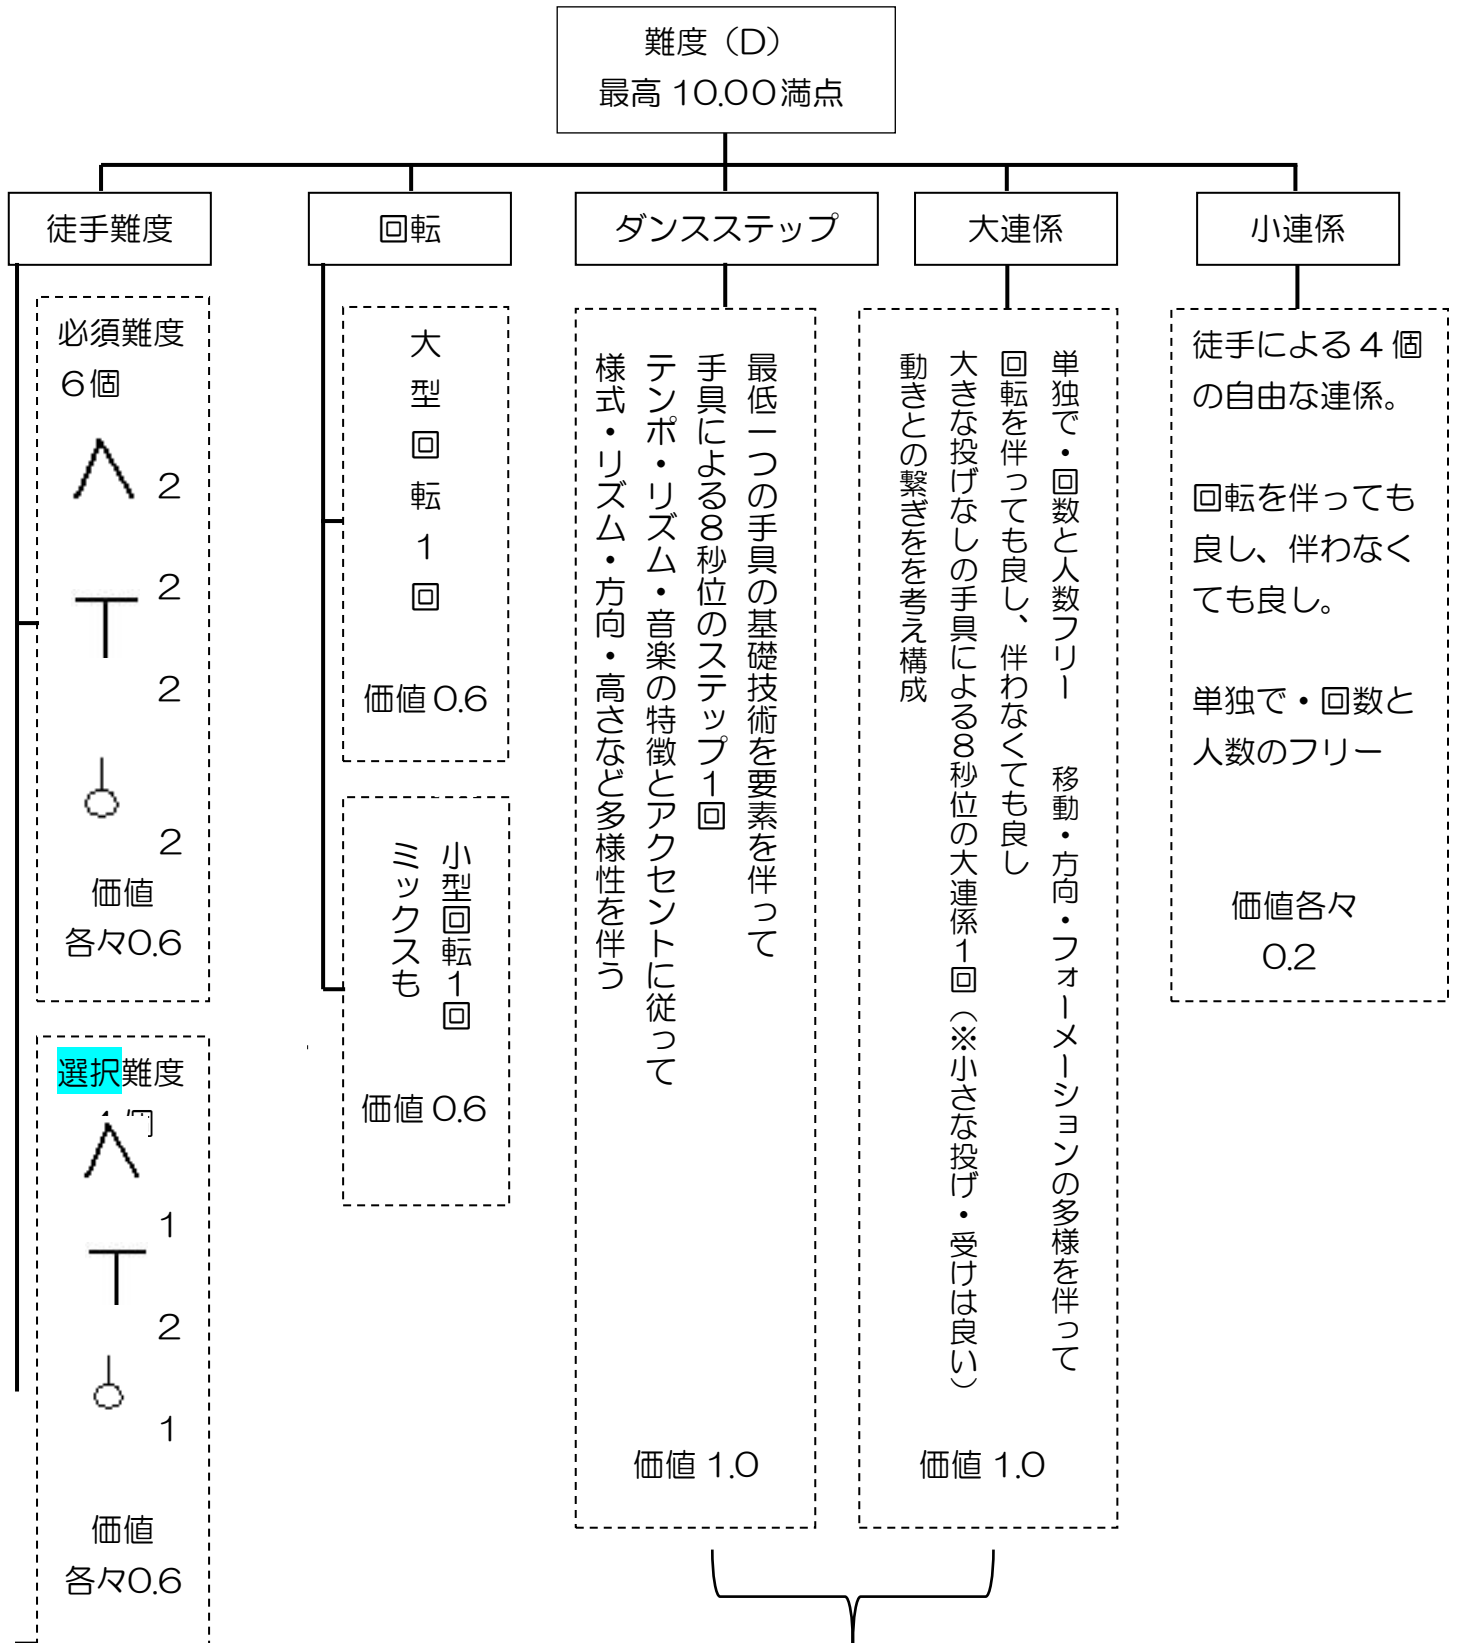 難度（D）
最高 10.00満点
徒手難度
回転
ダンスステップ
大連係
小連係
必須難度
6個
2
2
2
2
価値
各々0.6
選択難度
1
2
1
価値
各々0.6
大型回転1回
価値 0.6
小型回転1回
ミックスも
価値 0.6
最低一つの手具の基礎技術を要素を伴って
手具による8秒位のステップ1回
テンポ・リズム・音楽の特徴とアクセントに従って
様式・リズム・方向・高さなど多様性を伴う
価値 1.0
単独で・回数と人数フリー　移動・方向・フォーメーションの多様を伴って
回転を伴っても良し、伴わなくても良し
大きな投げなしの手具による8秒位の大連係1回（※小さな投げ・受けは良い）
動きとの繋ぎをを考え構成
価値 1.0
徒手による4個
の自由な連係。
回転を伴っても
良し、伴わなく
ても良し。
単独で・回数と
人数のフリー
価値各々
0.2